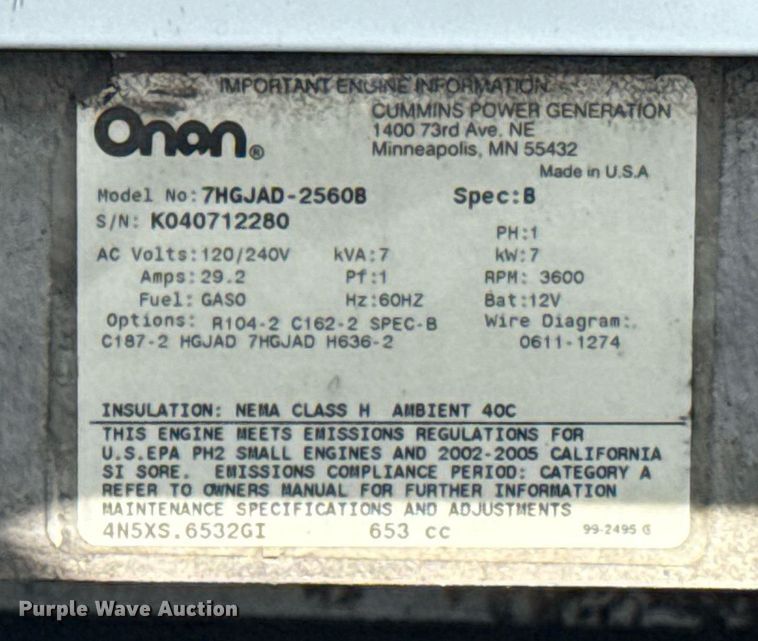 IMPORTANT ENGINE INFORMATION
Onan®
CUMMINS POWER GENERATION
1400 73rd Ave. NE
Minneapolis, MN 55432
Made in U.S.A
Model No: 7HGJAD-2560B Spec: B
S/N: K040712280
PH: 1
AC Volts: 120/240V kVA: 7 kW: 7
Amps: 29.2 Pf: 1 RPM: 3600
Fuel: GASO Hz: 60HZ Bat: 12V
Options: R104-2 C162-2 SPEC-B Wire Diagram:
C187-2 HGJAD 7HGJAD H636-2 0611-1274
INSULATION: NEMA CLASS H AMBIENT 40C
THIS ENGINE MEETS EMISSIONS REGULATIONS FOR
U.S.EPA PH2 SMALL ENGINES AND 2002-2005 CALIFORNIA
SI SORE. EMISSIONS COMPLIANCE PERIOD: CATEGORY A
REFER TO OWNERS MANUAL FOR FURTHER INFORMATION
MAINTENANCE SPECIFICATIONS AND ADJUSTMENTS
4N5XS.6532GI 653 cc 99-2495 G
Purple Wave Auction